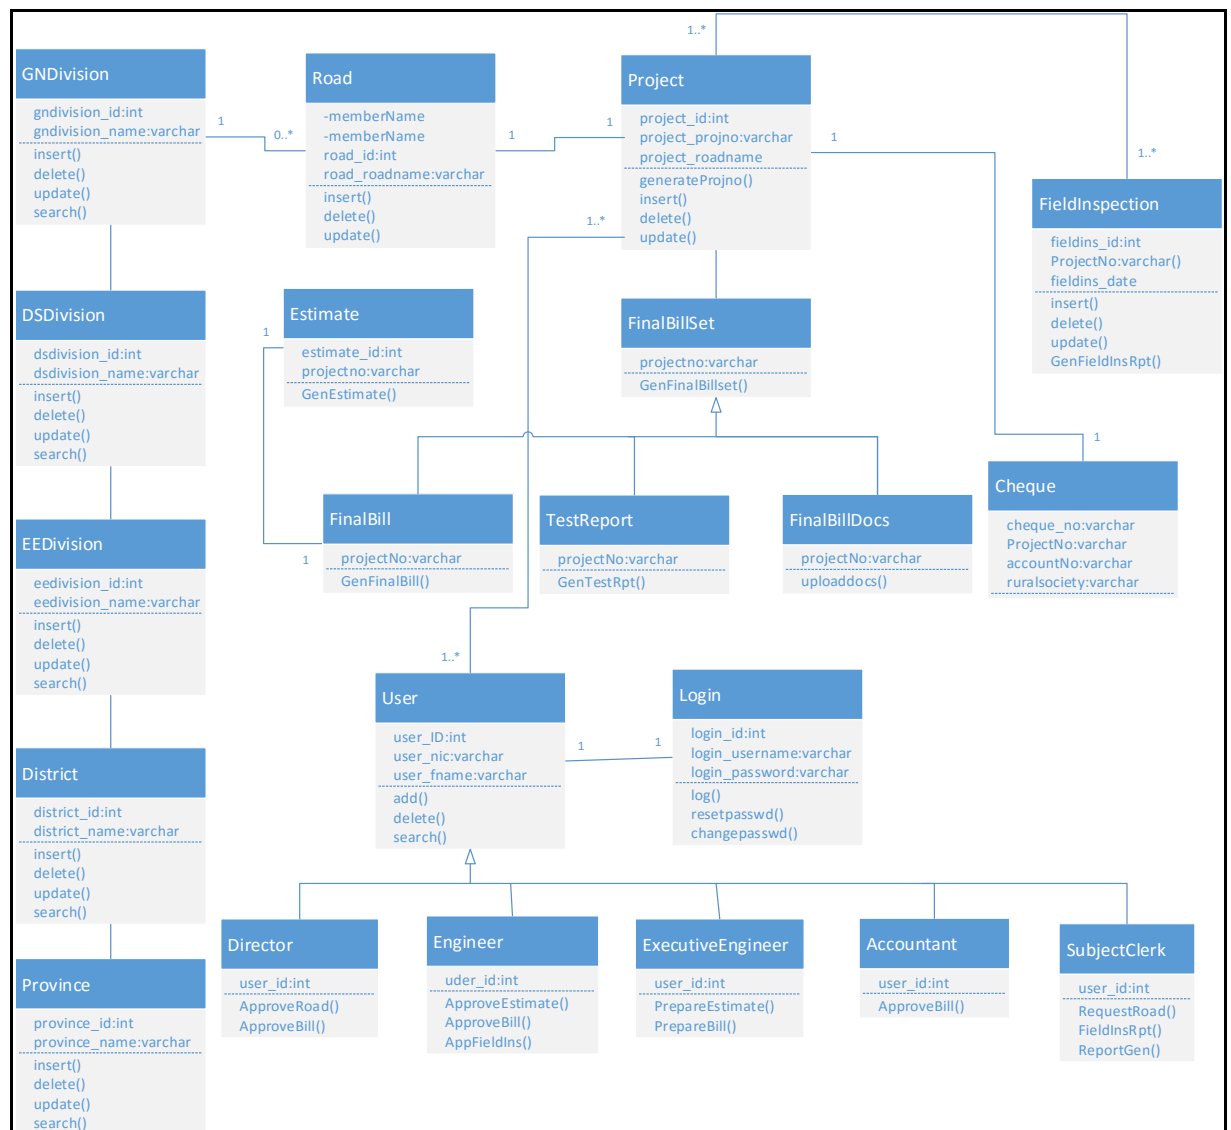 GNDivision
gndivision_id:int
gndivision_name:varchar
insert()
delete()
update()
search()
1
0..*
Road
-memberName
-memberName
road_id:int
road_roadname:varchar
insert()
delete()
update()
1
1
Project
project_id:int
project_projno:varchar
project_roadname
generateProjno()
insert()
delete()
update()
1..*
1
1..*
1..*
FieldInspection
fieldins_id:int
ProjectNo:varchar()
fieldins_date
insert()
delete()
update()
GenFieldInsRpt()
DSDivision
dsdivision_id:int
dsdivision_name:varchar
insert()
delete()
update()
search()
1
Estimate
estimate_id:int
projectno:varchar
GenEstimate()
FinalBillSet
projectno:varchar
GenFinalBillset()
1
Cheque
cheque_no:varchar
ProjectNo:varchar
accountNo:varchar
ruralsociety:varchar
1
FinalBill
projectNo:varchar
GenFinalBill()
TestReport
projectNo:varchar
GenTestRpt()
FinalBillDocs
projectNo:varchar
uploaddocs()
EEDivision
eedivision_id:int
eedivision_name:varchar
insert()
delete()
update()
search()
1..*
User
user_ID:int
user_nic:varchar
user_fname:varchar
add()
delete()
search()
1
1
Login
login_id:int
login_username:varchar
login_password:varchar
log()
resetpasswd()
changepasswd()
District
district_id:int
district_name:varchar
insert()
delete()
update()
search()
Director
user_id:int
ApproveRoad()
ApproveBill()
Engineer
uder_id:int
ApproveEstimate()
ApproveBill()
AppFieldIns()
ExecutiveEngineer
user_id:int
PrepareEstimate()
PrepareBill()
Accountant
user_id:int
ApproveBill()
SubjectClerk
user_id:int
RequestRoad()
FieldInsRpt()
ReportGen()
Province
province_id:int
province_name:varchar
insert()
delete()
update()
search()